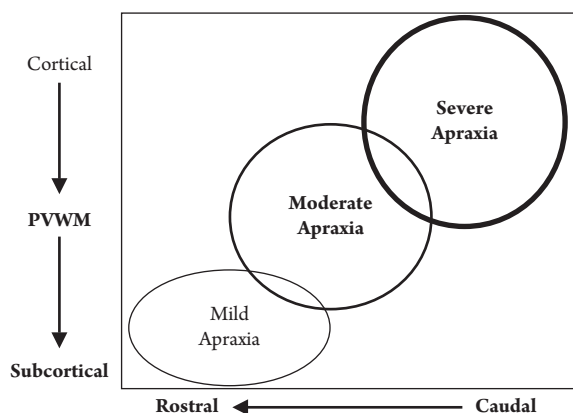 Cortical
Severe
Apraxia
PVWM
Moderate
Apraxia
Mild
Apraxia
Subcortical
Rostral
Caudal